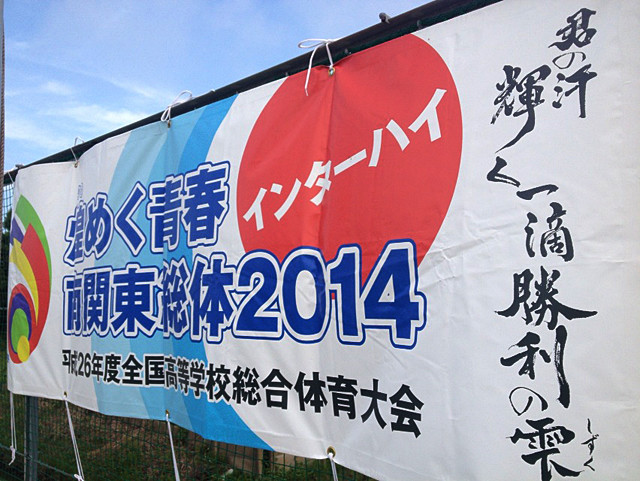 インターハイ
煌めく青春
南関東総体2014
平成26年度全国高等学校総合体育大会
君の汗
輝く一滴勝利の雫
しずく